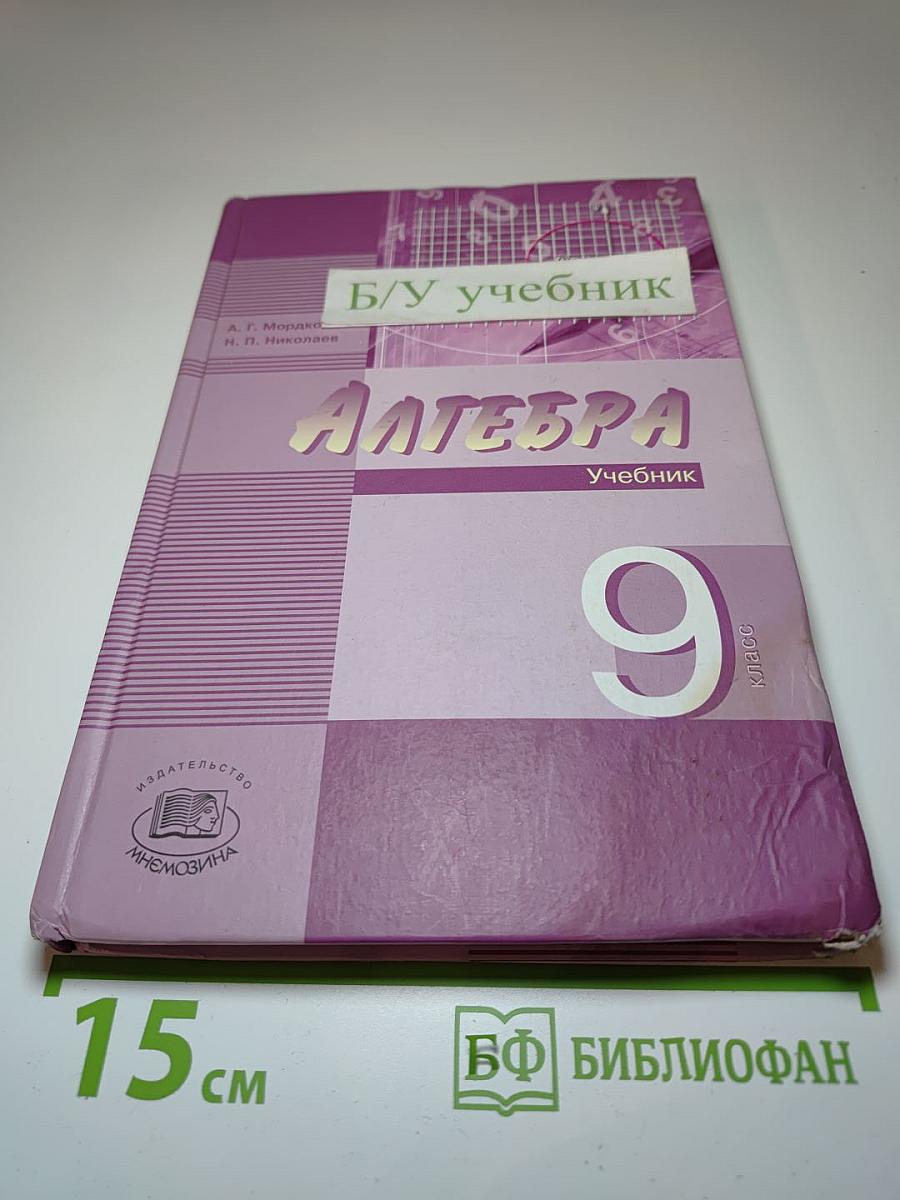 Б/У учебник
А. Г. Мордко
Н. П. Николаев
АЛГЕБРА
Учебник
9
класс
ИЗДАТЕЛЬСТВО
МНЕМОЗИНА
15 см
БФ БИБЛИОФАН